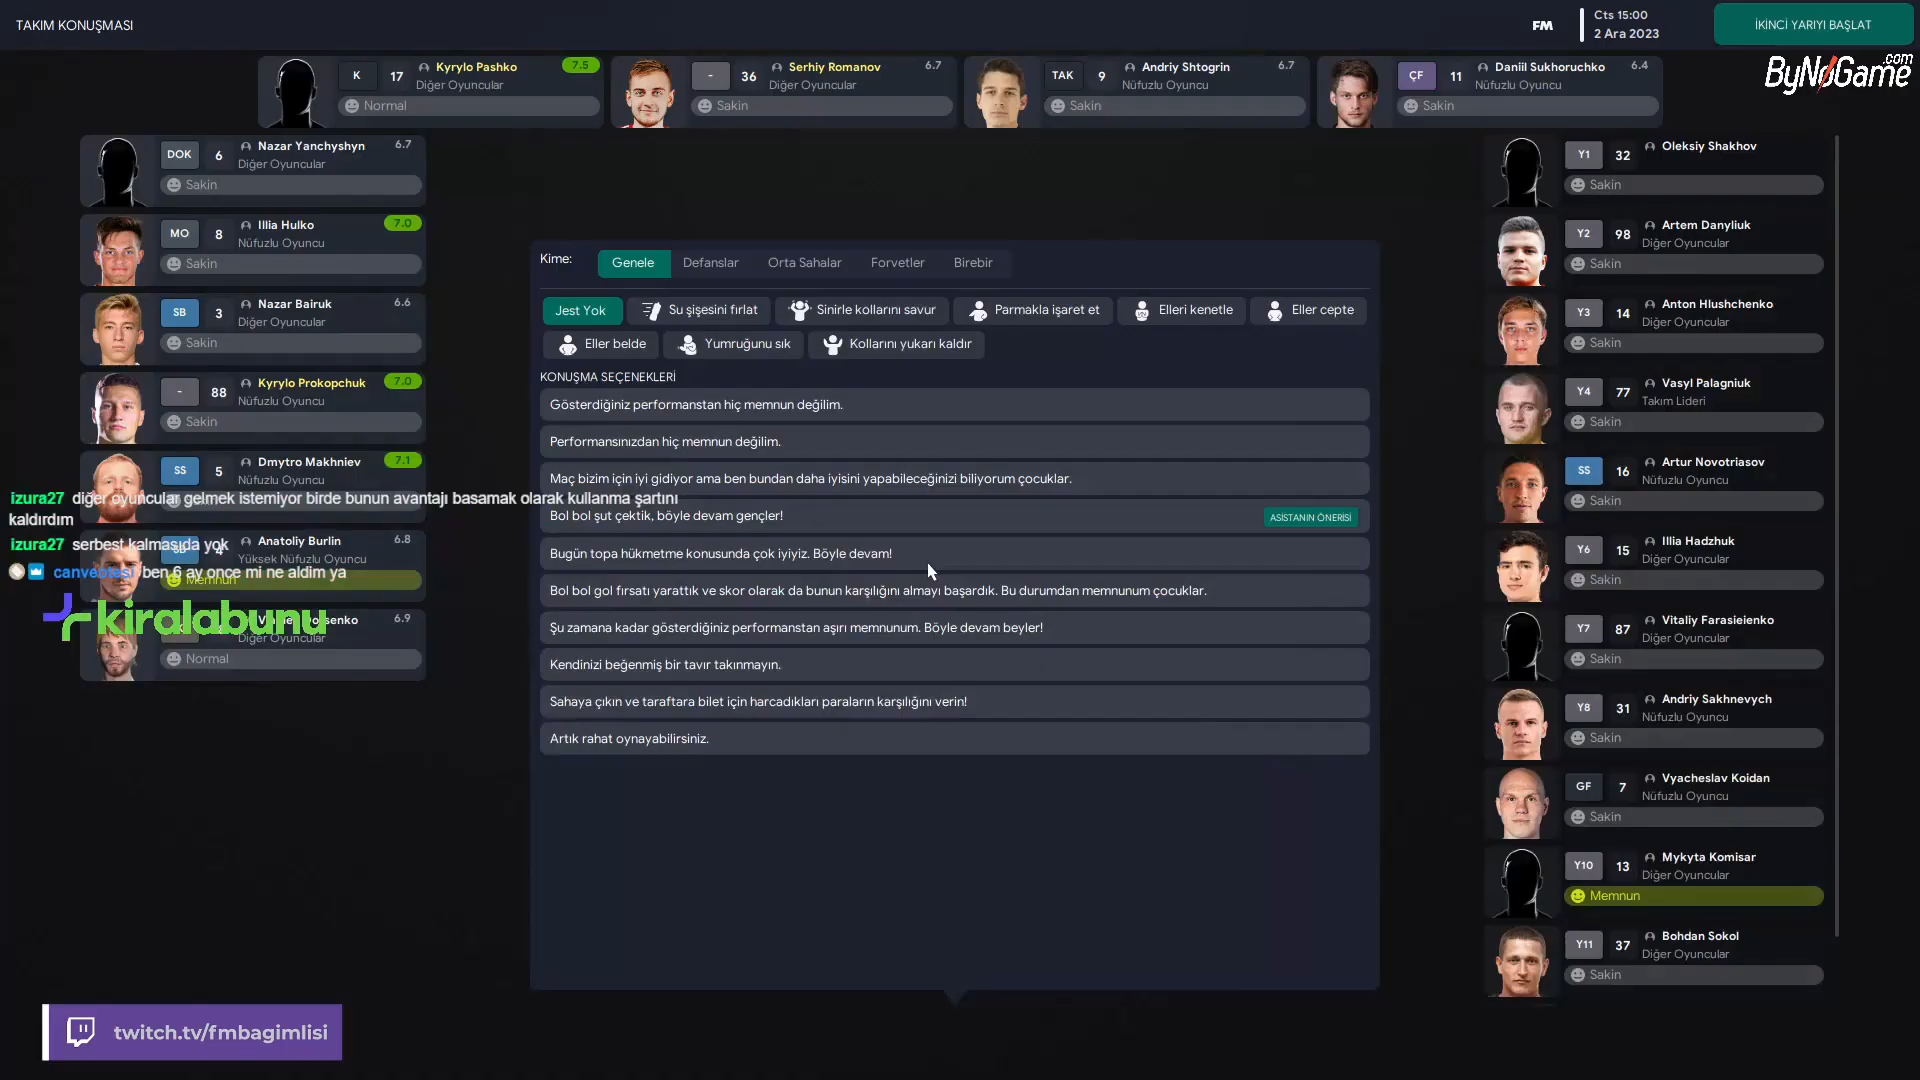 TAKIM KONUŞMASI
FM
Cts 15:00
2 Ara 2023
İKİNCİ YARIYI BAŞLAT
ByNoGame.com
K 17 Kyrylo Pashko 7.5
Diğer Oyuncular
Normal
- 36 Serhiy Romanov 6.7
Diğer Oyuncular
Sakin
TAK 9 Andriy Shtogrin 6.7
Nüfuzlu Oyuncu
Sakin
ÇF 11 Daniil Sukhoruchko 6.4
Nüfuzlu Oyuncu
Sakin
DOK 6 Nazar Yanchyshyn 6.7
Diğer Oyuncular
Sakin
MO 8 Illia Hulko 7.0
Nüfuzlu Oyuncu
Sakin
SB 3 Nazar Bairuk 6.6
Diğer Oyuncular
Sakin
- 88 Kyrylo Prokopchuk 7.0
Nüfuzlu Oyuncu
Sakin
SS 5 Dmytro Makhniev 7.1
Nüfuzlu Oyuncu
izura27 diğer oyuncular gelmek istemiyor birde bunun avantajı basamak olarak kullanma şartını
kaldırdım
izura27 serbest kalmasıda yok
canveotesi ben 6 ay once mi ne aldim ya
4 Anatoliy Burlin 6.8
Yüksek Nüfuzlu Oyuncu
Memnun
kiralabunu
6.9
Diğer Oyuncular
Normal
Kime: Genele Defanslar Orta Sahalar Forvetler Birebir
Jest Yok Su şişesini fırlat Sinirle kollarını savur Parmakla işaret et Elleri kenetle Eller cepte
Eller belde Yumruğunu sık Kollarını yukarı kaldır
KONUŞMA SEÇENEKLERİ
Gösterdiğiniz performanstan hiç memnun değilim.
Performansınızdan hiç memnun değilim.
Maç bizim için iyi gidiyor ama ben bundan daha iyisini yapabileceğinizi biliyorum çocuklar.
Bol bol şut çektik, böyle devam gençler! ASİSTANIN ÖNERİSİ
Bugün topa hükmetme konusunda çok iyiyiz. Böyle devam!
Bol bol gol fırsatı yarattık ve skor olarak da bunun karşılığını almayı başardık. Bu durumdan memnunum çocuklar.
Şu zamana kadar gösterdiğiniz performanstan aşırı memnunum. Böyle devam beyler!
Kendinizi beğenmiş bir tavır takınmayın.
Sahaya çıkın ve taraftara bilet için harcadıkları paraların karşılığını verin!
Artık rahat oynayabilirsiniz.
Y1 32 Oleksiy Shakhov
Sakin
Y2 98 Artem Danyliuk
Diğer Oyuncular
Sakin
Y3 14 Anton Hlushchenko
Diğer Oyuncular
Sakin
Y4 77 Vasyl Palagniuk
Takım Lideri
Sakin
SS 16 Artur Novotriasov
Nüfuzlu Oyuncu
Sakin
Y6 15 Illia Hadzhuk
Diğer Oyuncular
Sakin
Y7 87 Vitaliy Farasieienko
Diğer Oyuncular
Sakin
Y8 31 Andriy Sakhnevych
Nüfuzlu Oyuncu
Sakin
GF 7 Vyacheslav Koidan
Nüfuzlu Oyuncu
Sakin
Y10 13 Mykyta Komisar
Diğer Oyuncular
Memnun
Y11 37 Bohdan Sokol
Diğer Oyuncular
Sakin
twitch.tv/fmbagimlisi